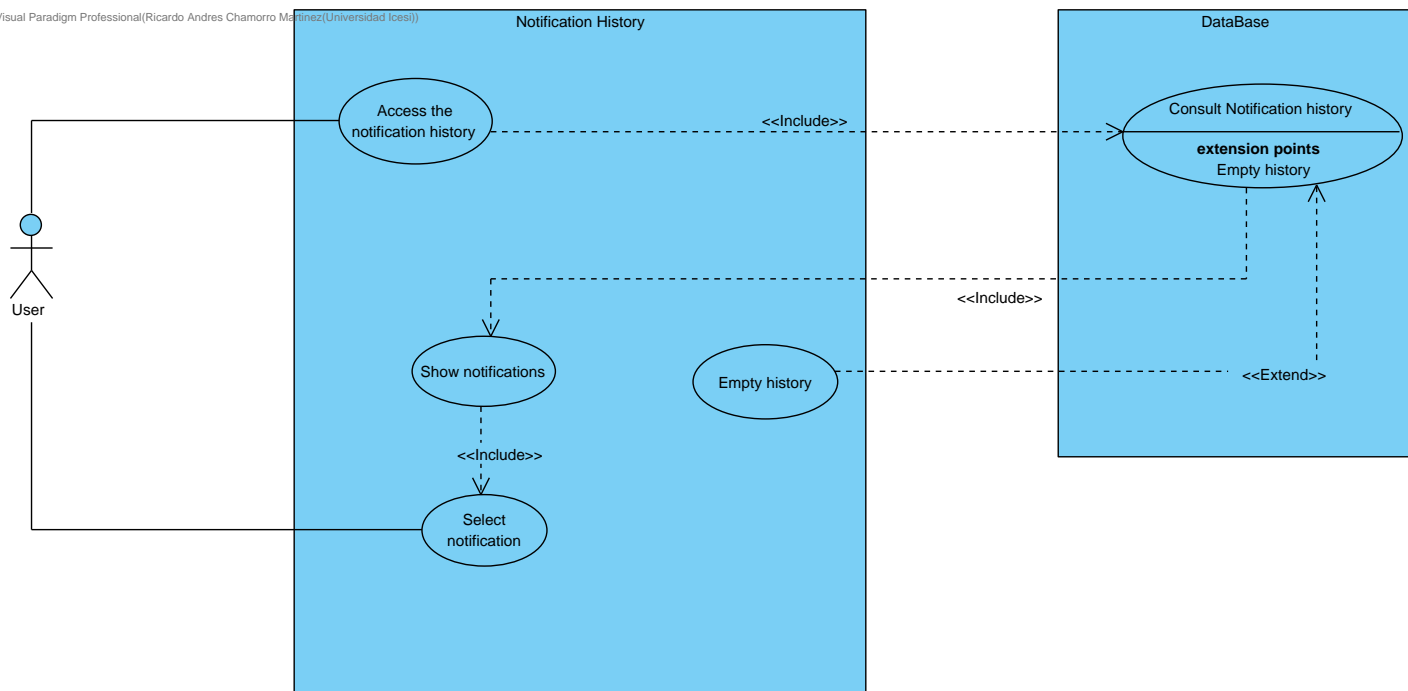 Visual Paradigm Professional(Ricardo Andres Chamorro Martinez(Universidad Icesi))
Notification History
DataBase
Access the
notification history
<<Include>>
Consult Notification history
extension points
Empty history
User
<<Include>>
Show notifications
Empty history
<<Extend>>
<<Include>>
Select
notification